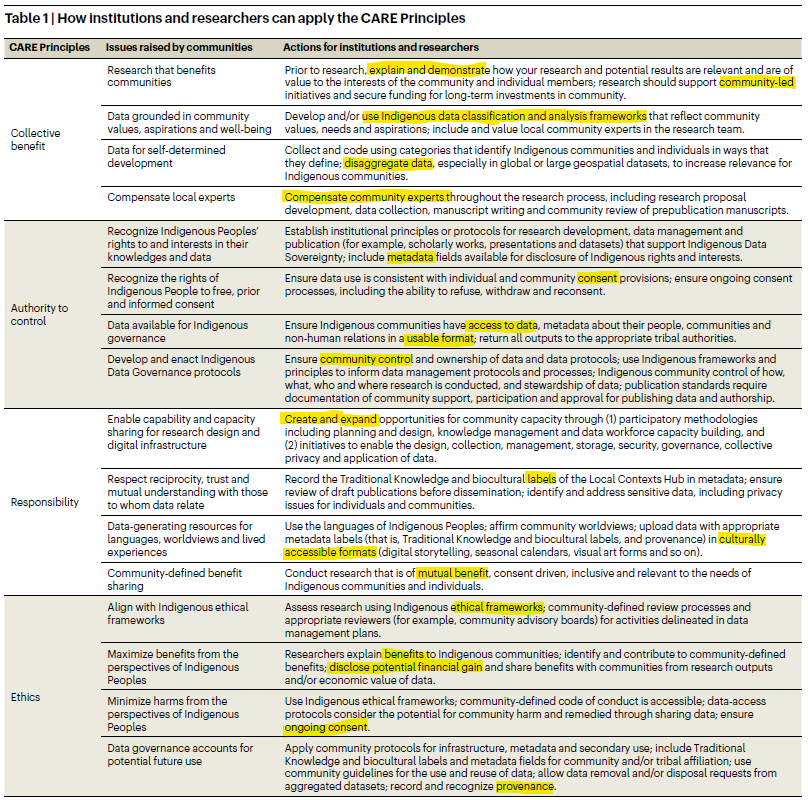 Table 1 | How institutions and researchers can apply the CARE Principles
CARE Principles Issues raised by communities Actions for institutions and researchers
Collective benefit
Research that benefits
communities
Prior to research, explain and demonstrate how your research and potential results are relevant and are of
value to the interests of the community and individual members; research should support community-led
initiatives and secure funding for long-term investments in community.
Data grounded in community
values, aspirations and well-being
Develop and/or use Indigenous data classification and analysis frameworks that reflect community
values, needs and aspirations; include and value local community experts in the research team.
Data for self-determined
development
Collect and code using categories that identify Indigenous communities and individuals in ways that
they define; disaggregate data, especially in global or large geospatial datasets, to increase relevance for
Indigenous communities.
Compensate local experts
Compensate community experts throughout the research process, including research proposal
development, data collection, manuscript writing and community review of prepublication manuscripts.
Authority to
control
Recognize Indigenous Peoples'
rights to and interests in their
knowledges and data
Establish institutional principles or protocols for research development, data management and
publication (for example, scholarly works, presentations and datasets) that support Indigenous Data
Sovereignty; include metadata fields available for disclosure of Indigenous rights and interests.
Recognize the rights of
Indigenous People to free, prior
and informed consent
Ensure data use is consistent with individual and community consent provisions; ensure ongoing consent
processes, including the ability to refuse, withdraw and reconsent.
Data available for Indigenous
governance
Ensure Indigenous communities have access to data, metadata about their people, communities and
non-human relations in a usable format; return all outputs to the appropriate tribal authorities.
Develop and enact Indigenous
Data Governance protocols
Ensure community control and ownership of data and data protocols; use Indigenous frameworks and
principles to inform data management protocols and processes; Indigenous community control of how,
what, who and where research is conducted, and stewardship of data; publication standards require
documentation of community support, participation and approval for publishing data and authorship.
Responsibility
Enable capability and capacity
sharing for research design and
digital infrastructure
Create and expand opportunities for community capacity through (1) participatory methodologies
including planning and design, knowledge management and data workforce capacity building, and
(2) initiatives to enable the design, collection, management, storage, security, governance, collective
privacy and application of data.
Respect reciprocity, trust and
mutual understanding with those
to whom data relate
Record the Traditional Knowledge and biocultural labels of the Local Contexts Hub in metadata; ensure
review of draft publications before dissemination; identify and address sensitive data, including privacy
issues for individuals and communities.
Data-generating resources for
languages, worldviews and lived
experiences
Use the languages of Indigenous Peoples; affirm community worldviews; upload data with appropriate
metadata labels (that is, Traditional Knowledge and biocultural labels, and provenance) in culturally
accessible formats (digital storytelling, seasonal calendars, visual art forms and so on).
Community-defined benefit
sharing
Conduct research that is of mutual benefit, consent driven, inclusive and relevant to the needs of
Indigenous communities and individuals.
Ethics
Align with Indigenous ethical
frameworks
Assess research using Indigenous ethical frameworks; community-defined review processes and
appropriate reviewers (for example, community advisory boards) for activities delineated in data
management plans.
Maximize benefits from the
perspectives of Indigenous
Peoples
Researchers explain benefits to Indigenous communities; identify and contribute to community-defined
benefits; disclose potential financial gain and share benefits with communities from research outputs
and/or economic value of data.
Minimize harms from the
perspectives of Indigenous
Peoples
Use Indigenous ethical frameworks; community-defined code of conduct is accessible; data-access
protocols consider the potential for community harm and remedied through sharing data; ensure
ongoing consent.
Data governance accounts for
potential future use
Apply community protocols for infrastructure, metadata and secondary use; include Traditional
Knowledge and biocultural labels and metadata fields for community and/or tribal affiliation; use
community guidelines for the use and reuse of data; allow data removal and/or disposal requests from
aggregated datasets; record and recognize provenance.